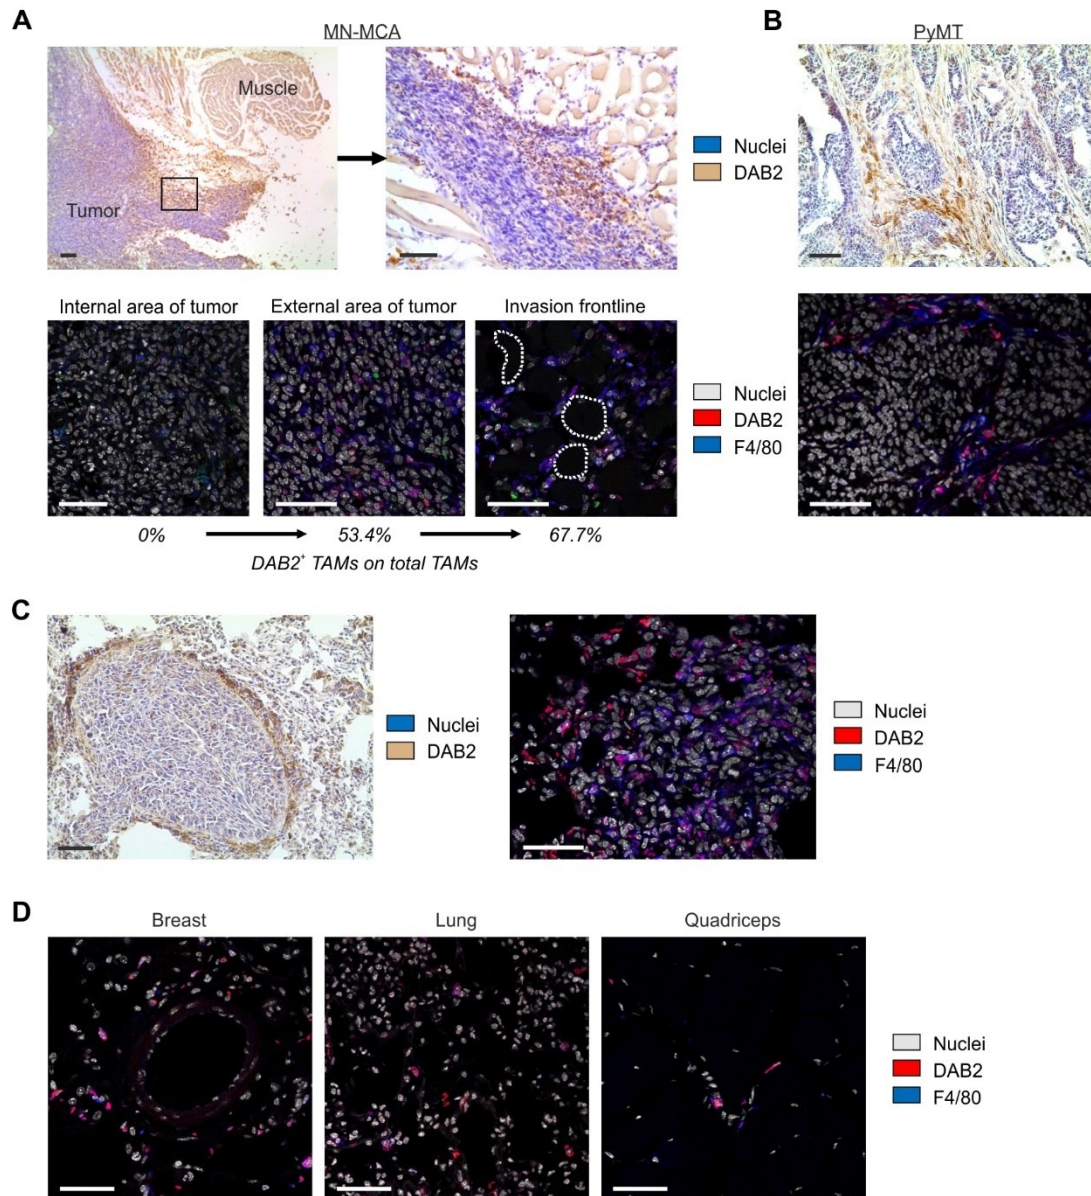 A
MN-MCA
Muscle
Tumor
Nuclei
DAB2
B
PyMT
Internal area of tumor
External area of tumor
Invasion frontline
Nuclei
DAB2
F4/80
0%
53.4%
67.7%
DAB2⁺ TAMs on total TAMs
C
Nuclei
DAB2
Nuclei
DAB2
F4/80
D
Breast
Lung
Quadriceps
Nuclei
DAB2
F4/80